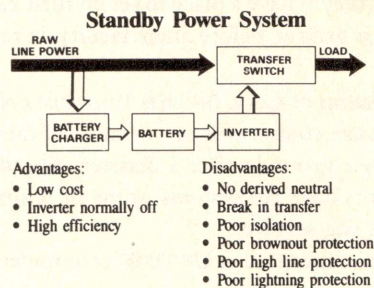 Standby Power System
RAW
LINE POWER
TRANSFER
SWITCH
LOAD
BATTERY
CHARGER
BATTERY
INVERTER
Advantages:
• Low cost
• Inverter normally off
• High efficiency
Disadvantages:
• No derived neutral
• Break in transfer
• Poor isolation
• Poor brownout protection
• Poor high line protection
• Poor lightning protection